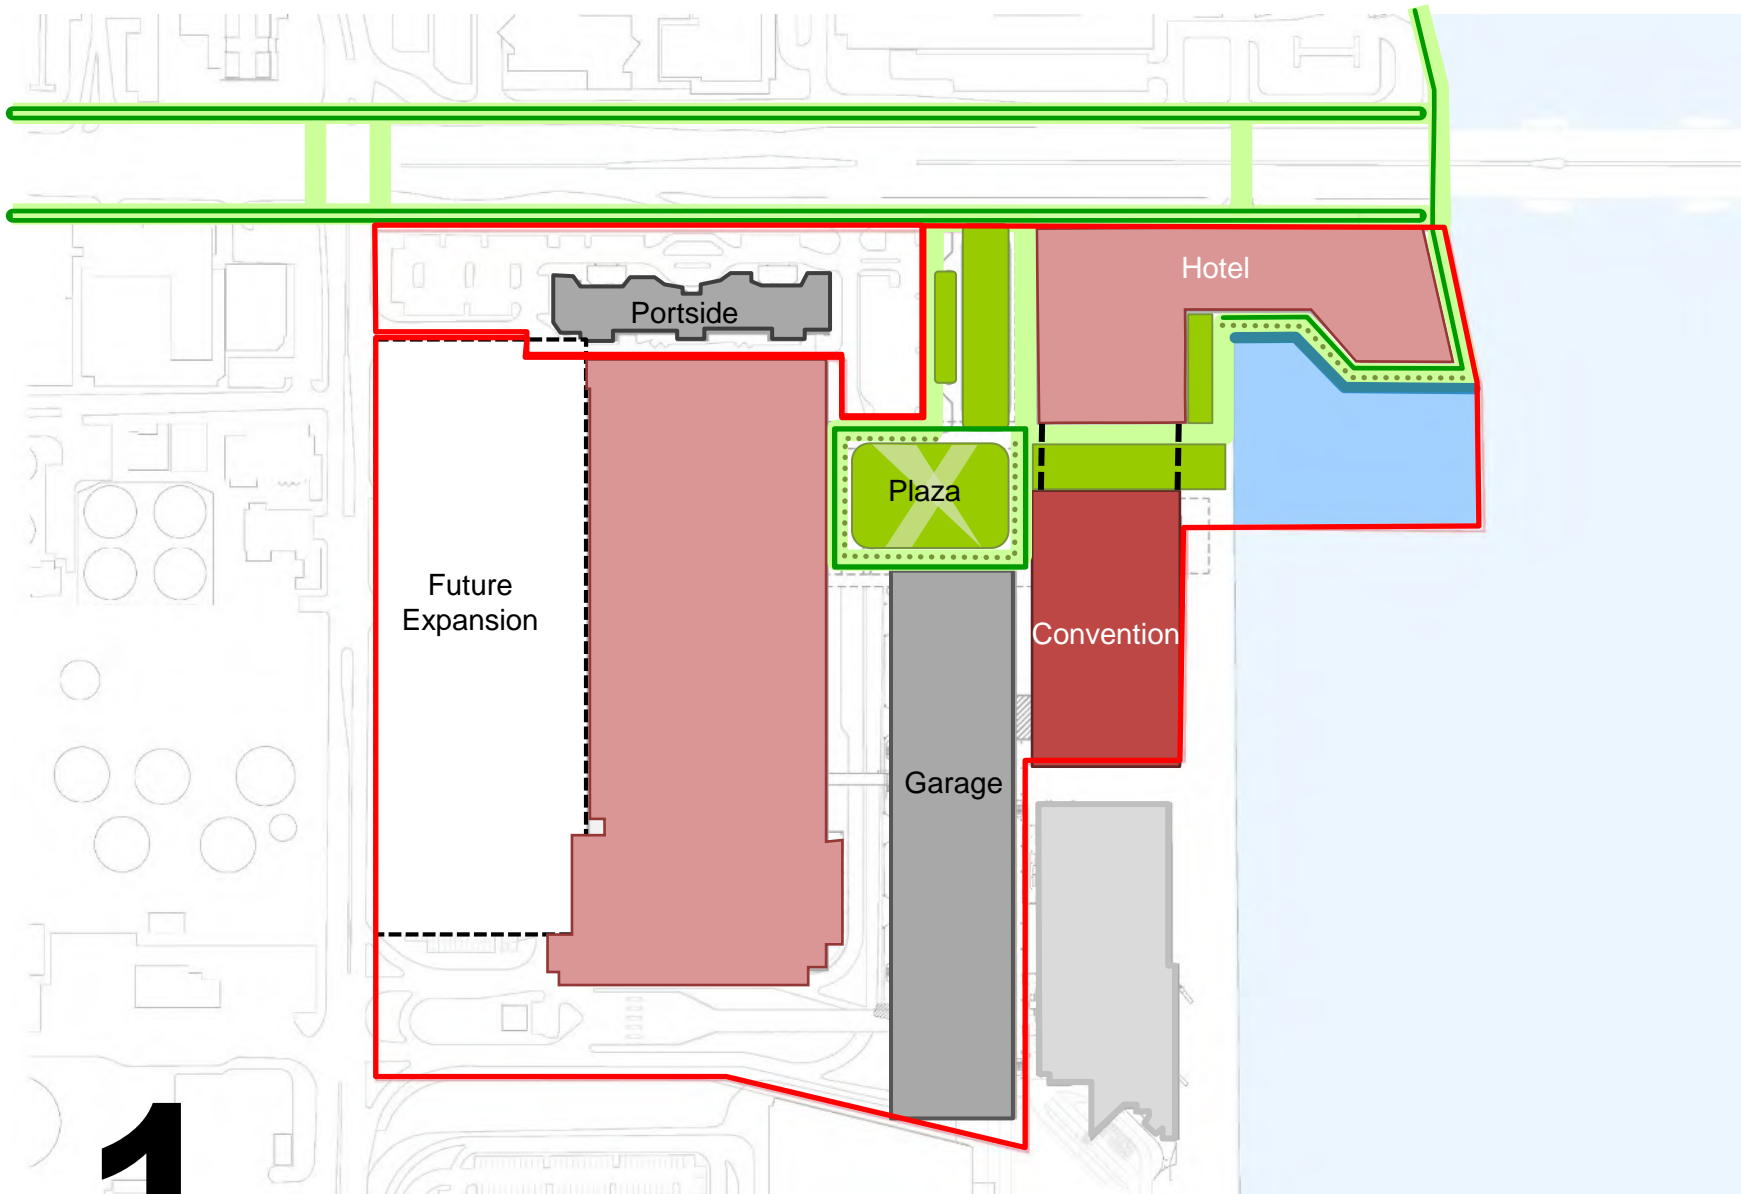 Hotel
Portside
Plaza
Future
Expansion
Convention
Garage
1